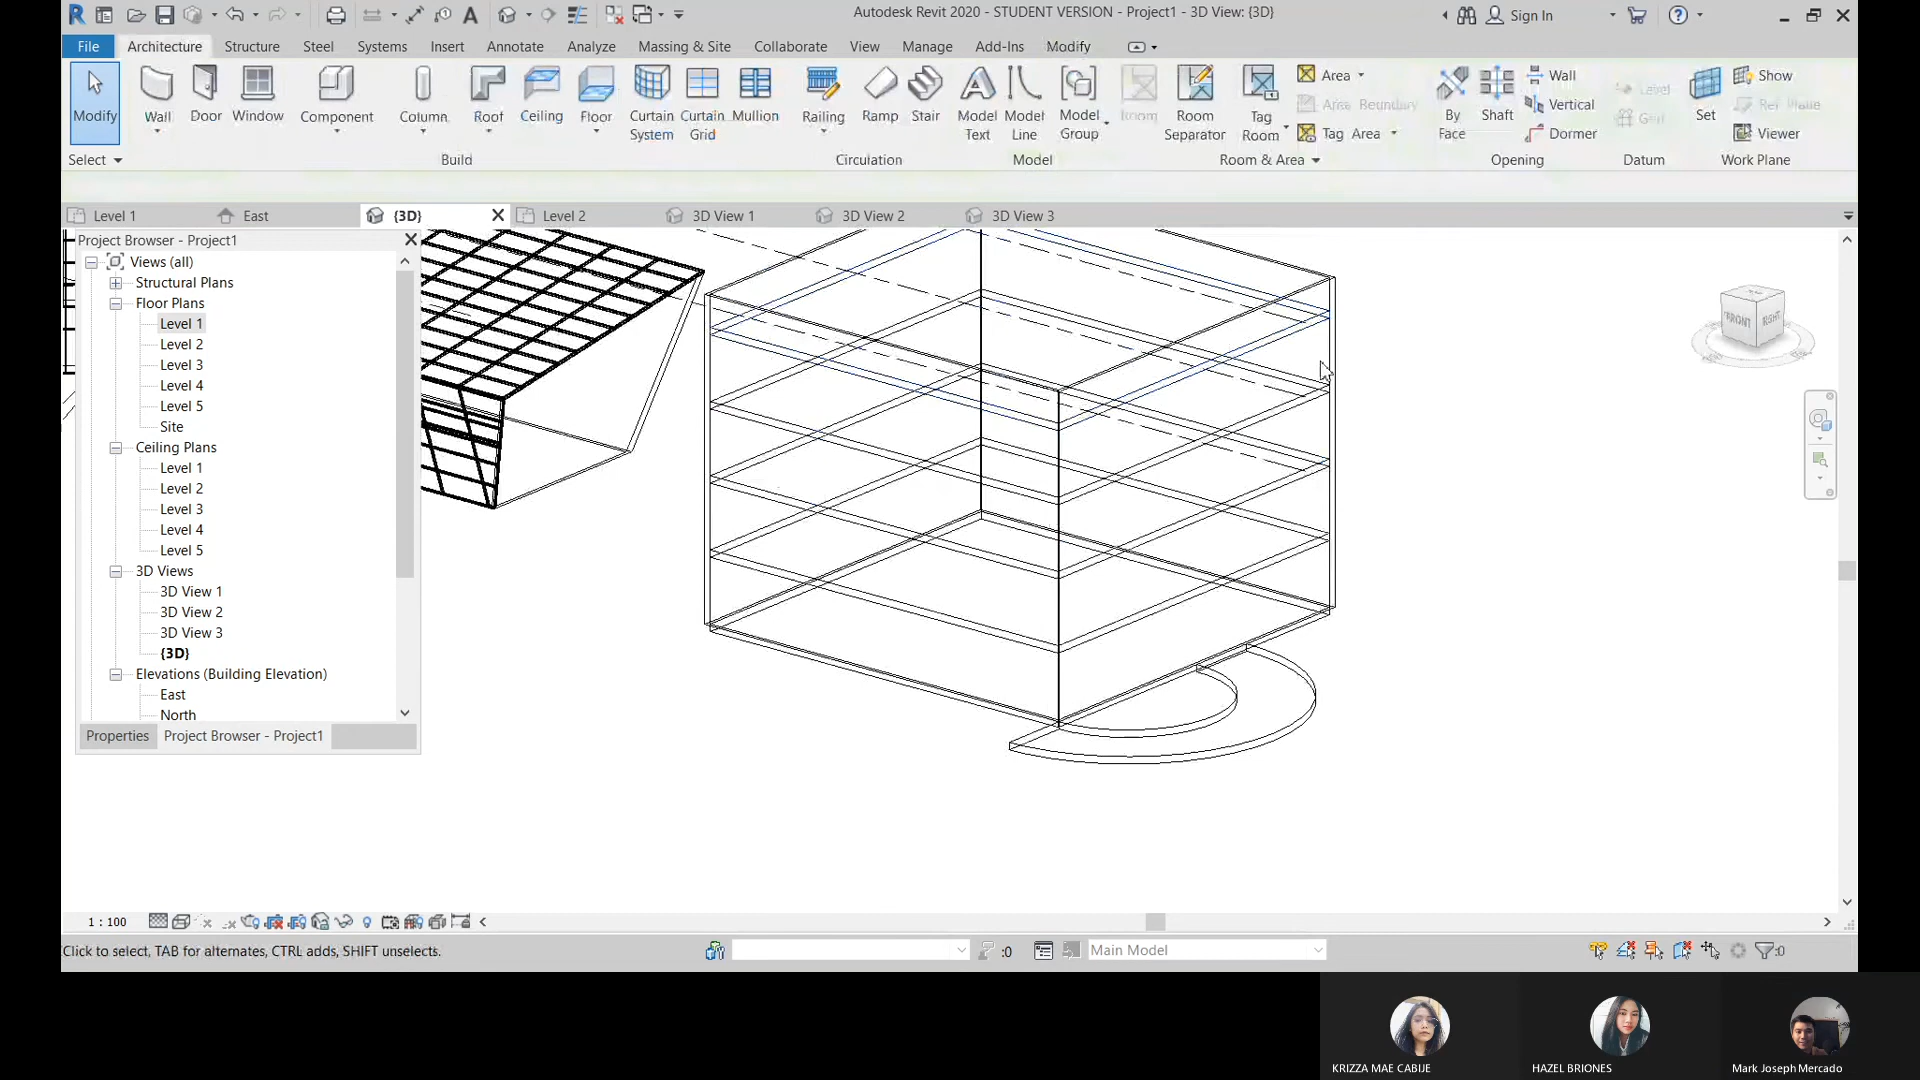 Autodesk Revit 2020 - STUDENT VERSION - Project1 - 3D View: {3D}
Sign In
File Architecture Structure Steel Systems Insert Annotate Analyze Massing & Site Collaborate View Manage Add-Ins Modify
Modify
Wall
Door
Window
Component
Column
Roof
Ceiling
Floor
Curtain System
Curtain Grid
Mullion
Railing
Ramp
Stair
Model Text
Model Line
Model Group
Room
Room Separator
Tag Room
Area
Area Boundary
Tag Area
By Face
Shaft
Wall
Vertical
Dormer
Level
Grid
Set
Show
Ref Plane
Viewer
Select
Build
Circulation
Model
Room & Area
Opening
Datum
Work Plane
Level 1
East
{3D}
Level 2
3D View 1
3D View 2
3D View 3
Project Browser - Project1
Views (all)
Structural Plans
Floor Plans
Level 1
Level 2
Level 3
Level 4
Level 5
Site
Ceiling Plans
Level 1
Level 2
Level 3
Level 4
Level 5
3D Views
3D View 1
3D View 2
3D View 3
{3D}
Elevations (Building Elevation)
East
North
Properties
Project Browser - Project1
FRONT
RIGHT
1 : 100
Click to select, TAB for alternates, CTRL adds, SHIFT unselects.
:0
Main Model
:0
KRIZZA MAE CABIJE
HAZEL BRIONES
Mark Joseph Mercado